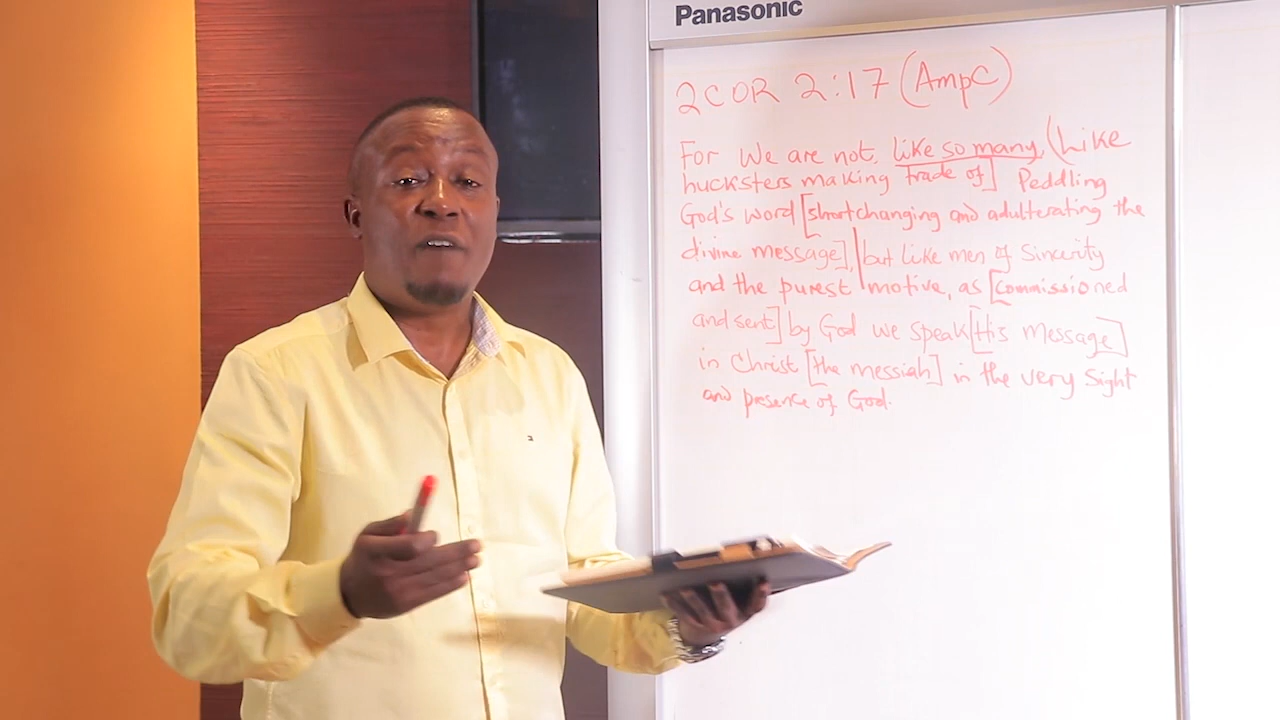 Panasonic
2COR 2:17 (AmpC)
For We are not, like so many, (Like
hucksters making trade of] Peddling
God's word [shortchanging and adulterating the
divine message], but like men of Sincerity
and the purest motive, as [commissioned
and sent] by God we speak [His message]
in Christ [the messiah] in the very Sight
and presence of God.